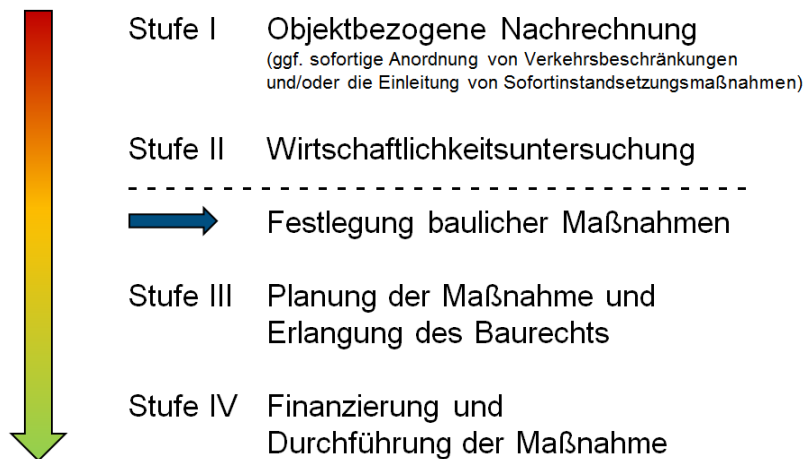 Stufe I Objektbezogene Nachrechnung
(ggf. sofortige Anordnung von Verkehrsbeschränkungen
und/oder die Einleitung von Sofortinstandsetzungsmaßnahmen)
Stufe II Wirtschaftlichkeitsuntersuchung
Festlegung baulicher Maßnahmen
Stufe III Planung der Maßnahme und
Erlangung des Baurechts
Stufe IV Finanzierung und
Durchführung der Maßnahme